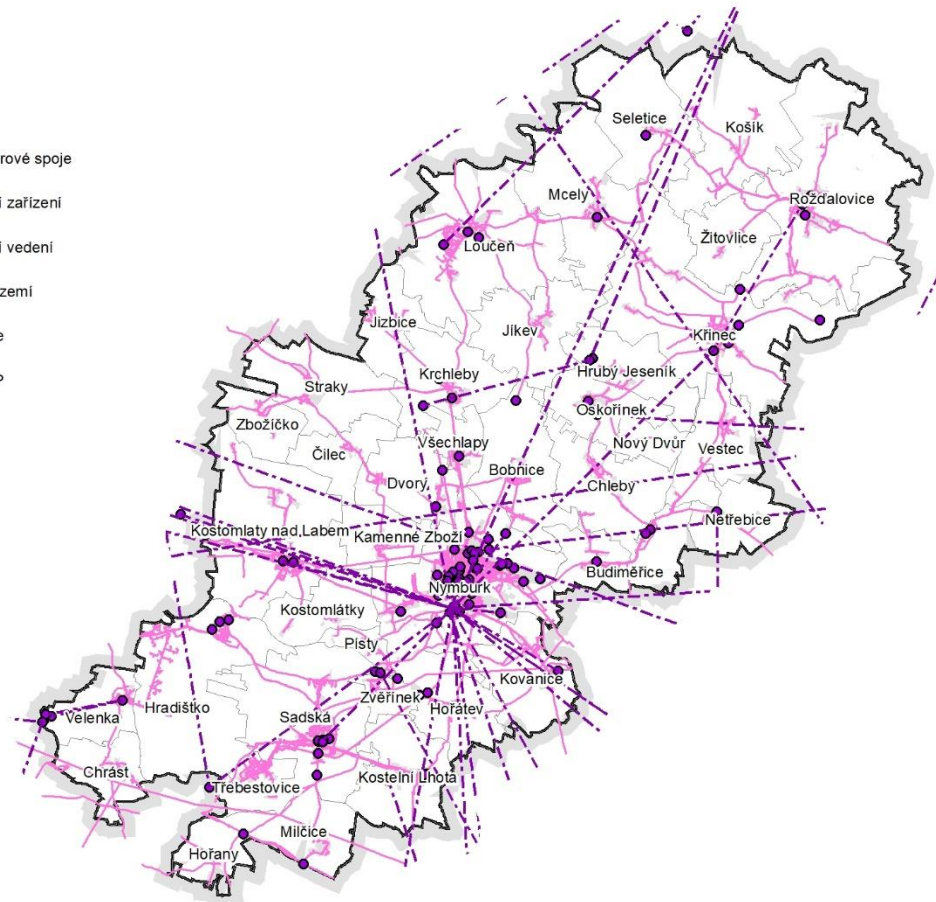 rové spoje
i zařízení
i vedení
zemí
e
Seletice
Košík
Mcely
Rožďalovice
Loučeň
Žitovlice
Jizbice
Jíkev
Křinec
Krchleby
Hrubý Jeseník
Straky
Oskořínek
Zbožíčko
Všechlapy
Nový Dvůr
Vestec
Čilec
Bobnice
Dvory
Chleby
Kostomlaty nad Labem
Kamenné Zboží
Netřebice
Budiměřice
Nymburk
Kostomlátky
Písty
Kovanice
Zvěřínek
Hořátev
Hradištko
Velenka
Sadská
Chrást
Kostelní Lhota
Třebestovice
Milčice
Hořany